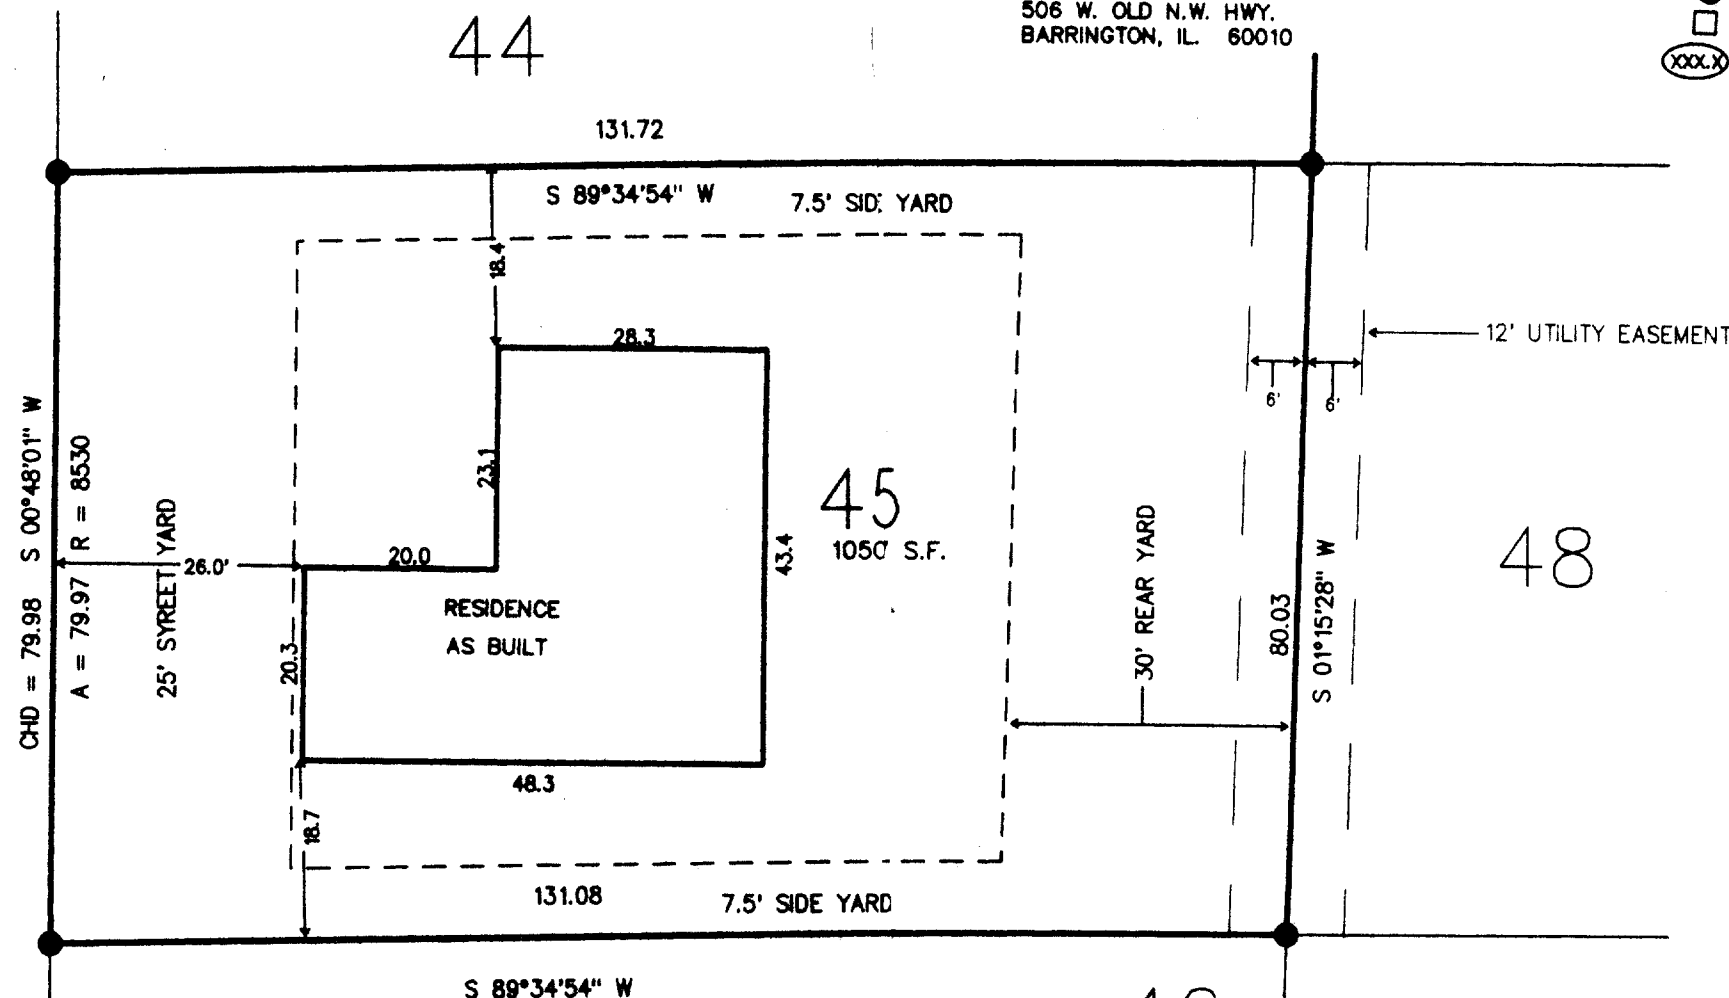 506 W. OLD N.W. HWY.
BARRINGTON, IL. 60010
44
XXX.X
131.72
S 89°34'54" W
7.5' SIDE YARD
18.4
28.3
12' UTILITY EASEMENT
6'
6'
23.1
45
1050 S.F.
43.4
48
CHD = 79.98 S 00°48'01" W
A = 79.97 R = 8530
25' SYREET YARD
26.0'
20.0
RESIDENCE
AS BUILT
20.3
30' REAR YARD
80.03
S 01°15'28" W
48.3
18.7
131.08
7.5' SIDE YARD
S 89°34'54" W